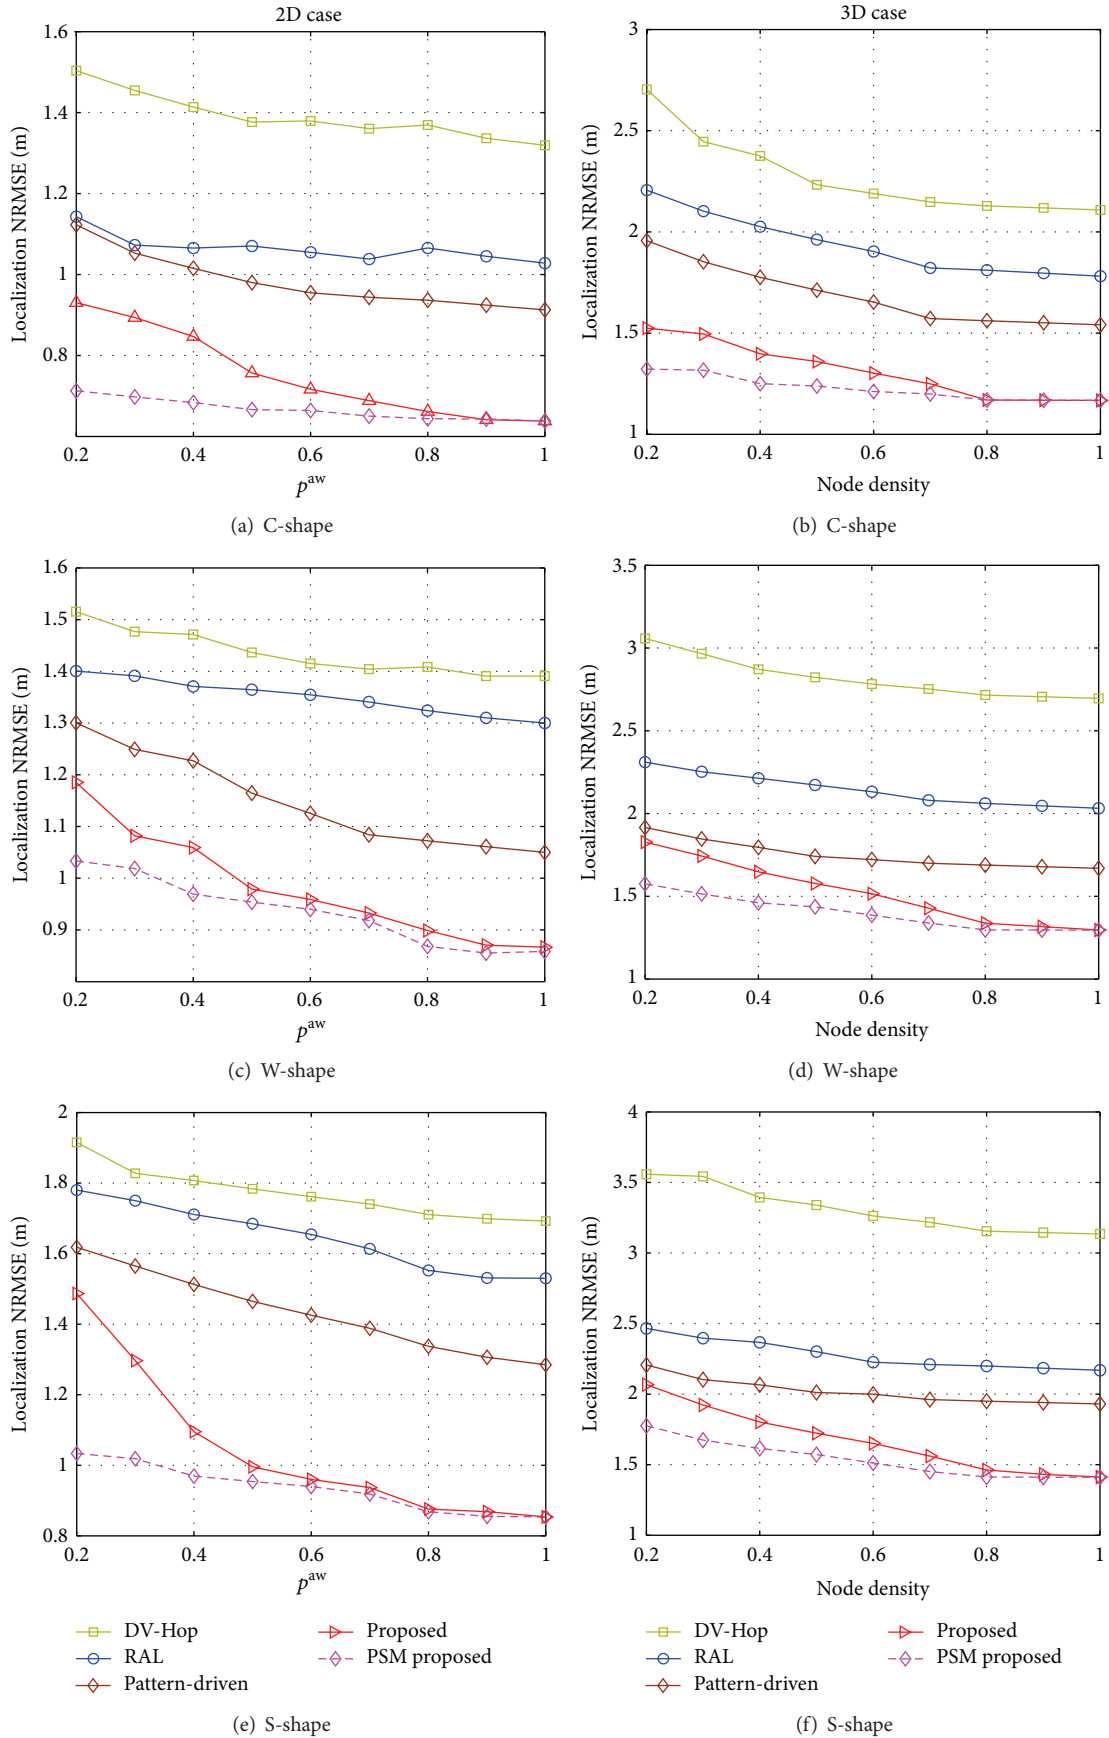 2D case
1.6
1.4
1.2
1
0.8
Localization NRMSE (m)
0.2 0.4 0.6 0.8 1
p^aw
(a) C-shape
3D case
3
2.5
2
1.5
1
Localization NRMSE (m)
0.2 0.4 0.6 0.8 1
Node density
(b) C-shape
1.6
1.5
1.4
1.3
1.2
1.1
1
0.9
Localization NRMSE (m)
0.2 0.4 0.6 0.8 1
p^aw
(c) W-shape
3.5
3
2.5
2
1.5
1
Localization NRMSE (m)
0.2 0.4 0.6 0.8 1
Node density
(d) W-shape
2
1.8
1.6
1.4
1.2
1
0.8
Localization NRMSE (m)
0.2 0.4 0.6 0.8 1
p^aw
DV-Hop
RAL
Pattern-driven
Proposed
PSM proposed
(e) S-shape
4
3.5
3
2.5
2
1.5
1
Localization NRMSE (m)
0.2 0.4 0.6 0.8 1
Node density
DV-Hop
RAL
Pattern-driven
Proposed
PSM proposed
(f) S-shape